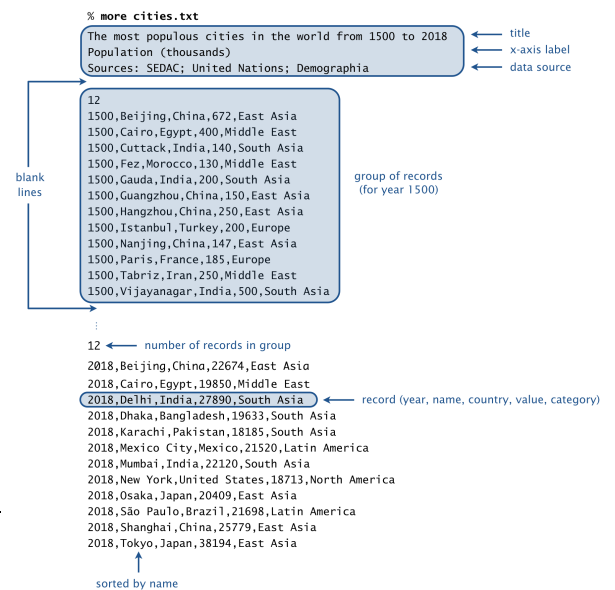 % more cities.txt
The most populous cities in the world from 1500 to 2018
title
Population (thousands)
x-axis label
Sources: SEDAC; United Nations; Demographia
data source
12
1500,Beijing,China,672,East Asia
1500,Cairo,Egypt,400,Middle East
1500,Cuttack,India,140,South Asia
1500,Fez,Morocco,130,Middle East
1500,Gauda,India,200,South Asia
1500,Guangzhou,China,150,East Asia
1500,Hangzhou,China,250,East Asia
1500,Istanbul,Turkey,200,Europe
1500,Nanjing,China,147,East Asia
1500,Paris,France,185,Europe
1500,Tabriz,Iran,250,Middle East
1500,Vijayanagar,India,500,South Asia
blank
lines
group of records
(for year 1500)
⋮
12
number of records in group
2018,Beijing,China,22674,East Asia
2018,Cairo,Egypt,19850,Middle East
2018,Delhi,India,27890,South Asia
record (year, name, country, value, category)
2018,Dhaka,Bangladesh,19633,South Asia
2018,Karachi,Pakistan,18185,South Asia
2018,Mexico City,Mexico,21520,Latin America
2018,Mumbai,India,22120,South Asia
2018,New York,United States,18713,North America
2018,Osaka,Japan,20409,East Asia
2018,São Paulo,Brazil,21698,Latin America
2018,Shanghai,China,25779,East Asia
2018,Tokyo,Japan,38194,East Asia
sorted by name